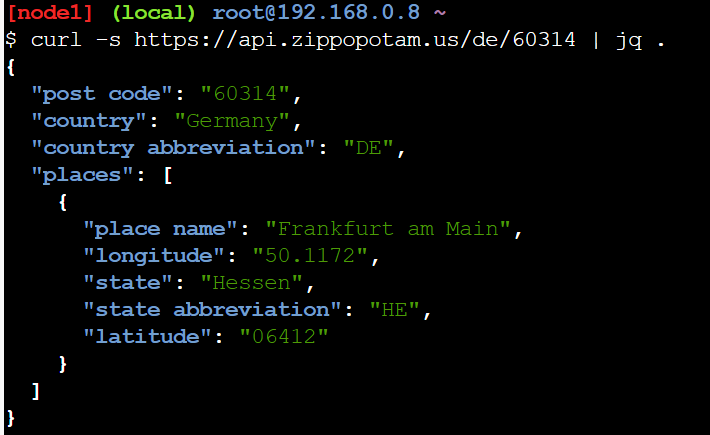 [node1] (local) root@192.168.0.8 ~
$ curl -s https://api.zippopotam.us/de/60314 | jq .
{
  "post code": "60314",
  "country": "Germany",
  "country abbreviation": "DE",
  "places": [
    {
      "place name": "Frankfurt am Main",
      "longitude": "50.1172",
      "state": "Hessen",
      "state abbreviation": "HE",
      "latitude": "06412"
    }
  ]
}